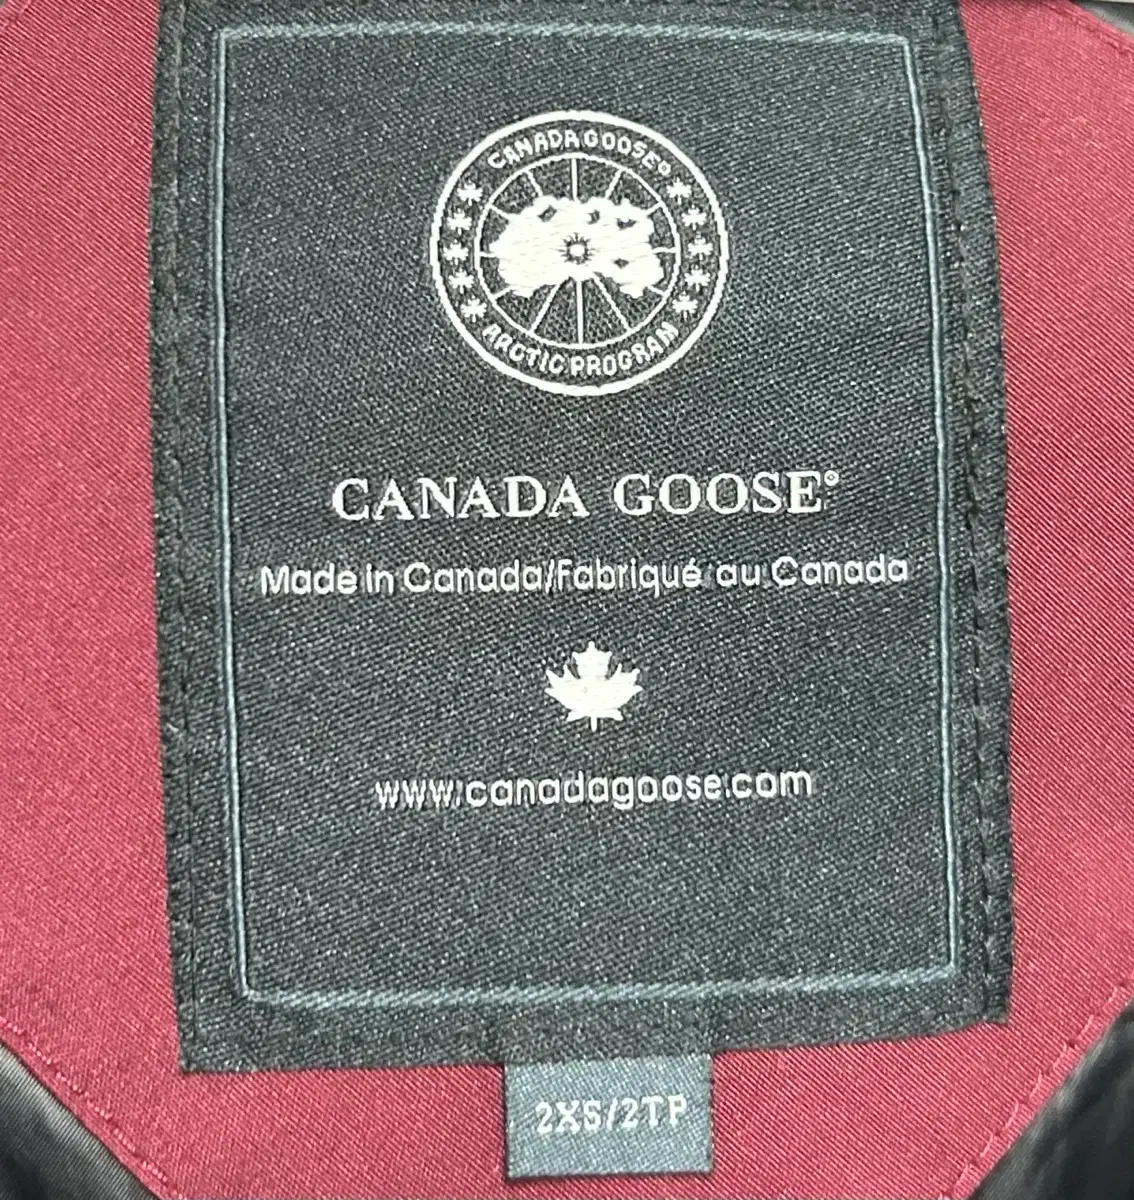 CANADA GOOSE®
ARCTIC PROGRAM
CANADA GOOSE®
Made in Canada/Fabriqué au Canada
www.canadagoose.com
2XS/2TP